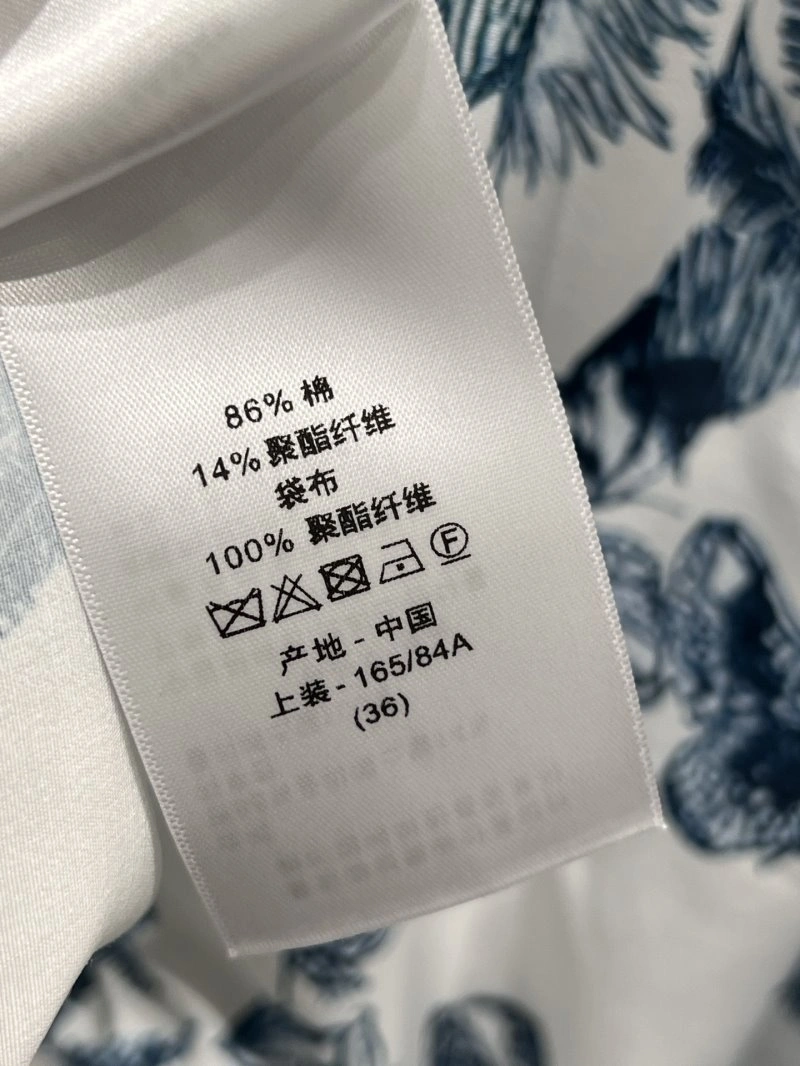 86% 棉
14% 聚酯纤维
袋布
100% 聚酯纤维
F
产地 - 中国
上装 - 165/84A
(36)